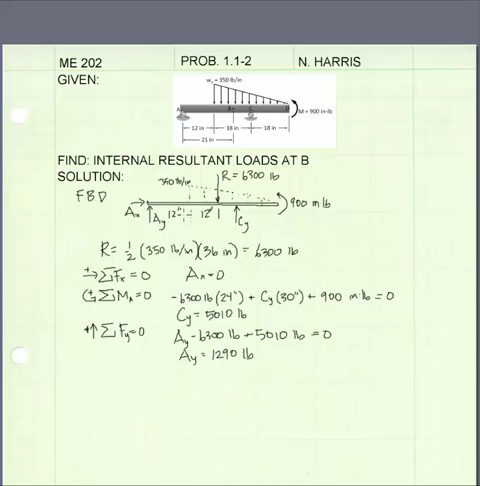 ME 202 PROB. 1.1-2 N. HARRIS
GIVEN:
w₀ = 350 lb/in
A B C
M = 900 in·lb
12 in 18 in 18 in
21 in
FIND: INTERNAL RESULTANT LOADS AT B
SOLUTION:
FBD
350 lb/in R = 6300 lb
900 in lb
Ax Ay 12" 12" Cy
R = 1/2 (350 lb/in)(36 in) = 6300 lb
+→ ΣFx = 0 Ax = 0
(+ ΣMA = 0 -6300 lb (24") + Cy (30") + 900 in·lb = 0
Cy = 5010 lb
+↑ ΣFy = 0 Ay - 6300 lb + 5010 lb = 0
Ay = 1290 lb